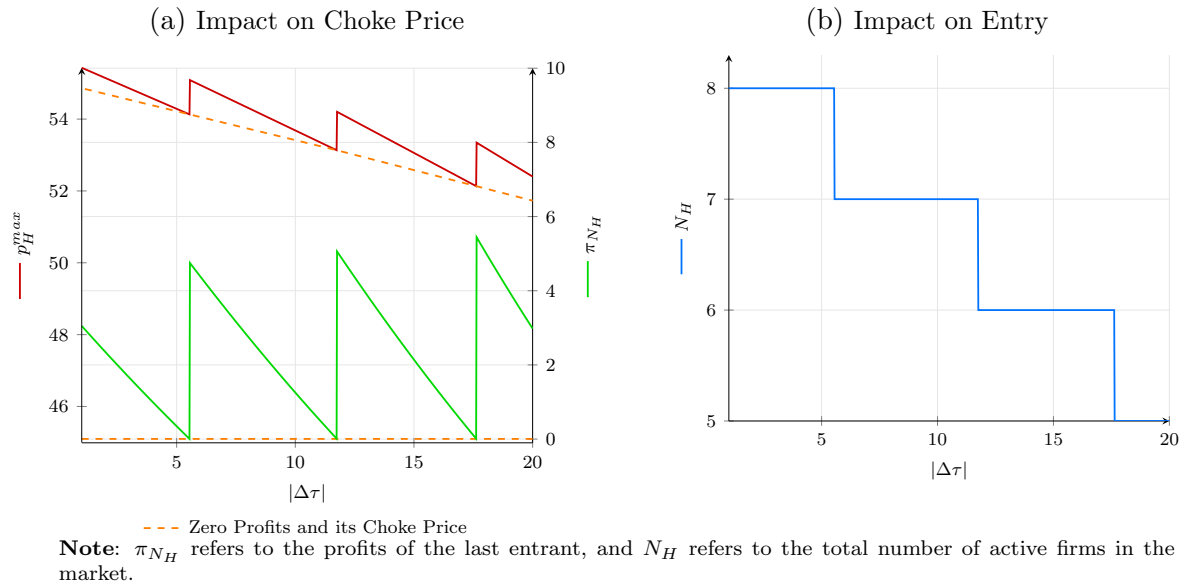 (a) Impact on Choke Price
(b) Impact on Entry
54
52
50
48
46
10
8
6
4
2
0
5
10
15
20
p_H^{max}
π_{N_H}
|Δτ|
Zero Profits and its Choke Price
8
7
6
5
5
10
15
20
N_H
|Δτ|
Note: π_{N_H} refers to the profits of the last entrant, and N_H refers to the total number of active firms in the
market.